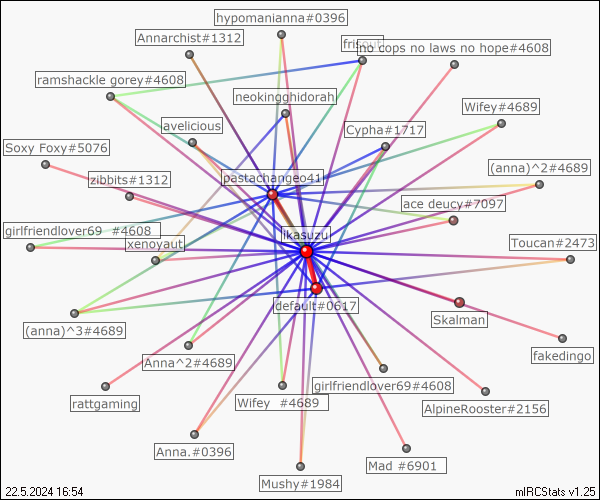 hypomanianna#0396
Annarchist#1312
no cops no laws no hope#4608
ramshackle gorey#4608
neokingghidorah
Wifey#4689
avelicious
Cypha#1717
Soxy Foxy#5076
(anna)^2#4689
zibbits#1312
pastachangeo41
ace deucy#7097
girlfriendlover69 #4608
likasuzu
xenoyaut
Toucan#2473
default#0617
Skalman
(anna)^3#4689
fakedingo
Anna^2#4689
girlfriendlover69#4608
rattgaming
Wifey #4689
AlpineRooster#2156
Anna.#0396
Mad #6901
Mushy#1984
22.5.2024 16:54
mIRCStats v1.25